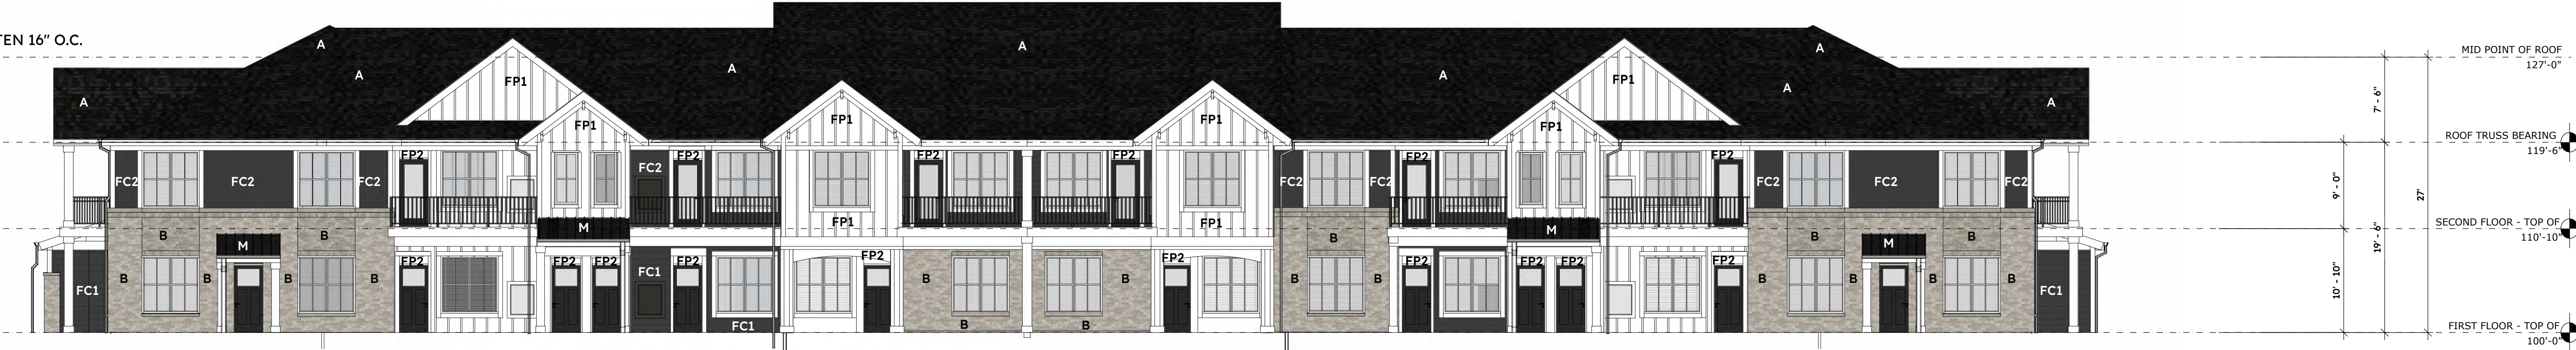 TEN 16" O.C.
A
A
A
A
A
A
A
A
A
FP1
FP1
FP1
FP1
FP1
FP1
MID POINT OF ROOF
127'-0"
7' - 6"
ROOF TRUSS BEARING
119'-6"
FC2
FC2
FC2
FP2
FC2
FP2
FP2
FP2
FC2
FC2
FP2
FP2
FC2
FC2
FC2
9' - 0"
27'
19' - 6"
FP1
FP1
M
M
SECOND FLOOR - TOP OF
110'-10"
B
M
B
B
B
M
B
FP2
FP2
FP2
FP2
FP2
FP2
FP2
FP2
FP2
FP2
FC1
B
B
B
B
FC1
B
B
B
B
B
B
B
B
FC1
10' - 10"
FC1
B
B
FIRST FLOOR - TOP OF
100'-0"